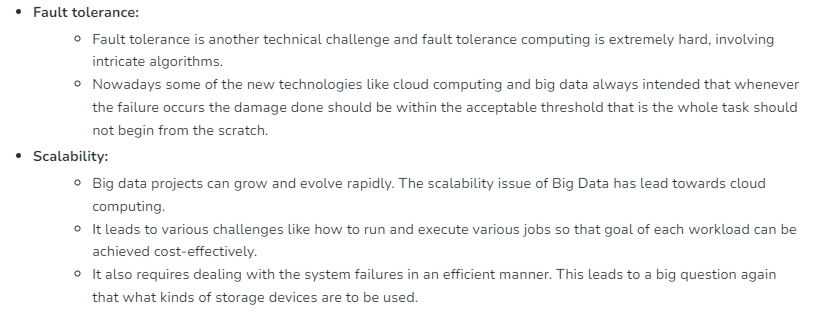 Fault tolerance:
Fault tolerance is another technical challenge and fault tolerance computing is extremely hard, involving
intricate algorithms.
Nowadays some of the new technologies like cloud computing and big data always intended that whenever
the failure occurs the damage done should be within the acceptable threshold that is the whole task should
not begin from the scratch.
Scalability:
Big data projects can grow and evolve rapidly. The scalability issue of Big Data has lead towards cloud
computing.
It leads to various challenges like how to run and execute various jobs so that goal of each workload can be
achieved cost-effectively.
It also requires dealing with the system failures in an efficient manner. This leads to a big question again
that what kinds of storage devices are to be used.